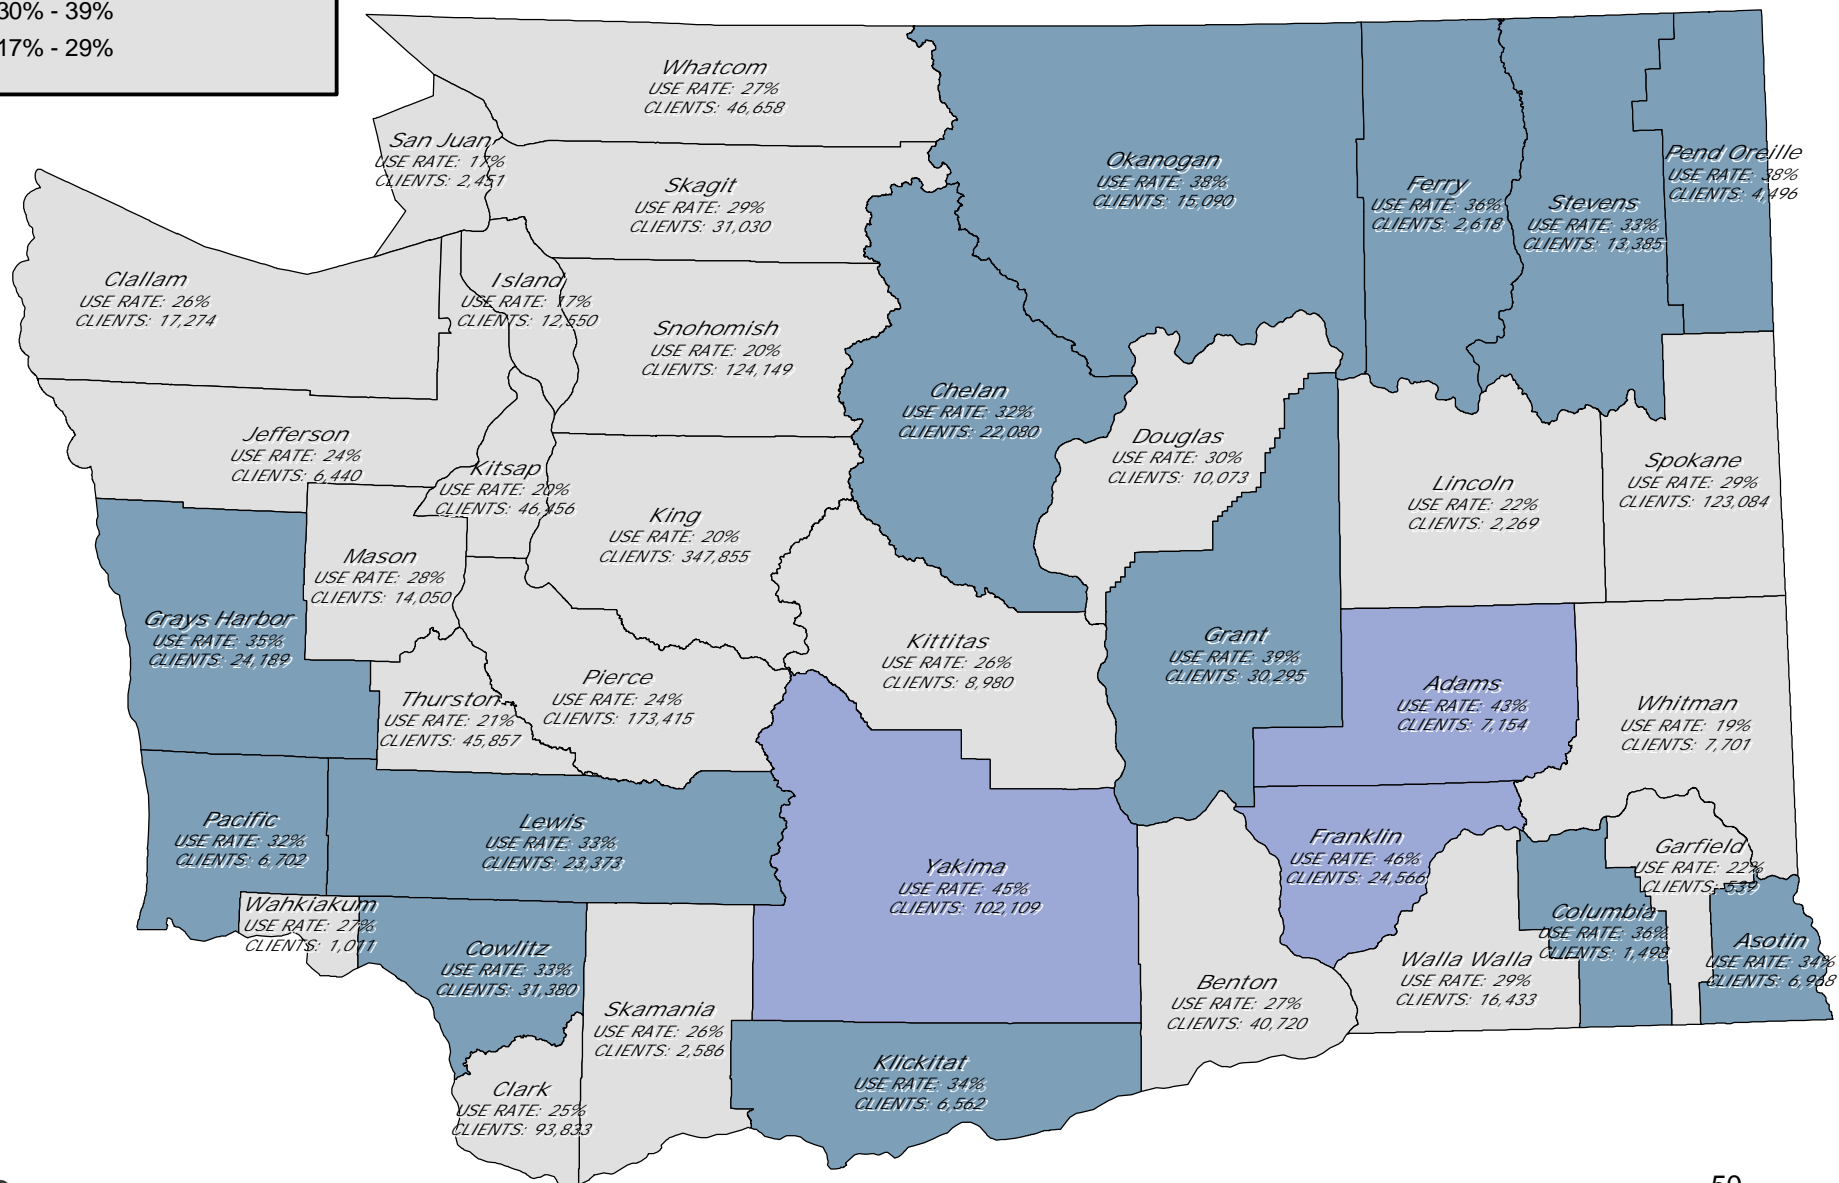 30% - 39%
17% - 29%
Whatcom
USE RATE: 27%
CLIENTS: 46,658
San Juan
USE RATE: 17%
CLIENTS: 2,451
Skagit
USE RATE: 29%
CLIENTS: 31,030
Okanogan
USE RATE: 38%
CLIENTS: 15,090
Ferry
USE RATE: 36%
CLIENTS: 2,618
Stevens
USE RATE: 33%
CLIENTS: 13,385
Pend Oreille
USE RATE: 38%
CLIENTS: 4,496
Clallam
USE RATE: 26%
CLIENTS: 17,274
Island
USE RATE: 17%
CLIENTS: 12,550
Snohomish
USE RATE: 20%
CLIENTS: 124,149
Chelan
USE RATE: 32%
CLIENTS: 22,080
Douglas
USE RATE: 30%
CLIENTS: 10,073
Jefferson
USE RATE: 24%
CLIENTS: 6,440
Kitsap
USE RATE: 20%
CLIENTS: 46,456
King
USE RATE: 20%
CLIENTS: 347,855
Lincoln
USE RATE: 22%
CLIENTS: 2,269
Spokane
USE RATE: 29%
CLIENTS: 123,084
Mason
USE RATE: 28%
CLIENTS: 14,050
Grays Harbor
USE RATE: 35%
CLIENTS: 24,189
Kittitas
USE RATE: 26%
CLIENTS: 8,980
Grant
USE RATE: 39%
CLIENTS: 30,295
Adams
USE RATE: 43%
CLIENTS: 7,154
Whitman
USE RATE: 19%
CLIENTS: 7,701
Thurston
USE RATE: 21%
CLIENTS: 45,857
Pierce
USE RATE: 24%
CLIENTS: 173,415
Pacific
USE RATE: 32%
CLIENTS: 6,702
Lewis
USE RATE: 33%
CLIENTS: 23,373
Yakima
USE RATE: 45%
CLIENTS: 102,109
Franklin
USE RATE: 46%
CLIENTS: 24,566
Garfield
USE RATE: 22%
CLIENTS: 539
Wahkiakum
USE RATE: 27%
CLIENTS: 1,011
Cowlitz
USE RATE: 33%
CLIENTS: 31,380
Columbia
USE RATE: 36%
CLIENTS: 1,498
Asotin
USE RATE: 34%
CLIENTS: 6,968
Walla Walla
USE RATE: 29%
CLIENTS: 16,433
Benton
USE RATE: 27%
CLIENTS: 40,720
Skamania
USE RATE: 26%
CLIENTS: 2,586
Klickitat
USE RATE: 34%
CLIENTS: 6,562
Clark
USE RATE: 25%
CLIENTS: 93,833